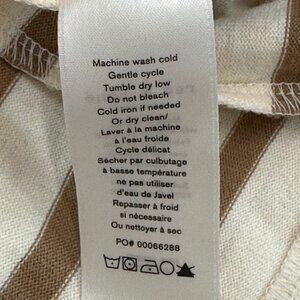 Machine wash cold
Gentle cycle
Tumble dry low
Do not bleach
Cold iron if needed
Or dry clean/
Laver à la machine
à l'eau froide
Cycle délicat
Sécher par culbutage
à basse température
ne pas utiliser
d'eau de Javel
Repasser à froid
si nécessaire
Ou nettoyer à sec
PO# 00066288